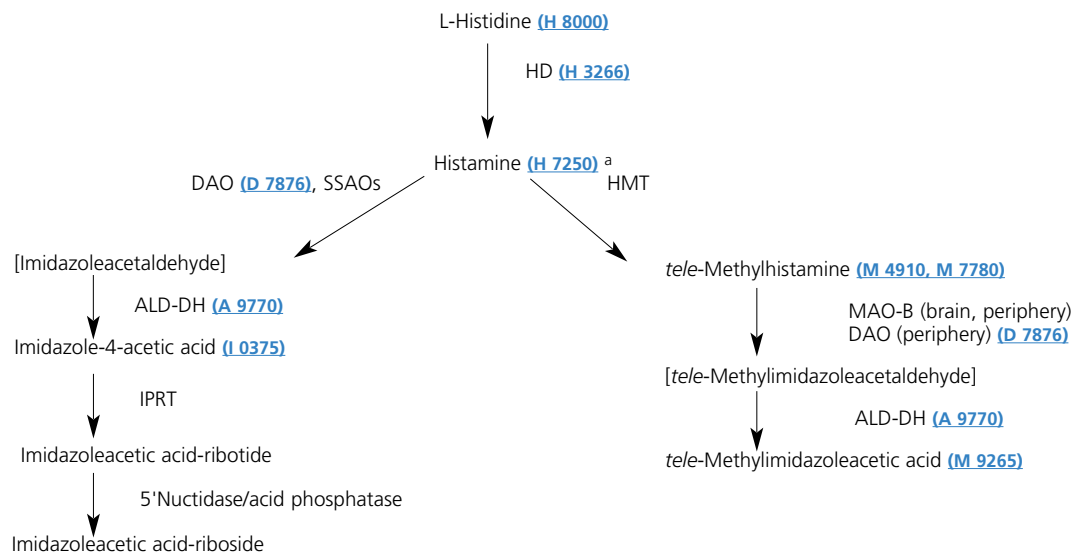 L-Histidine (H 8000)
HD (H 3266)
Histamine (H 7250) a
DAO (D 7876), SSAOs
HMT
[Imidazoleacetaldehyde]
ALD-DH (A 9770)
Imidazole-4-acetic acid (I 0375)
IPRT
Imidazoleacetic acid-ribotide
5'Nuctidase/acid phosphatase
Imidazoleacetic acid-riboside
tele-Methylhistamine (M 4910, M 7780)
MAO-B (brain, periphery)
DAO (periphery) (D 7876)
[tele-Methylimidazoleacetaldehyde]
ALD-DH (A 9770)
tele-Methylimidazoleacetic acid (M 9265)